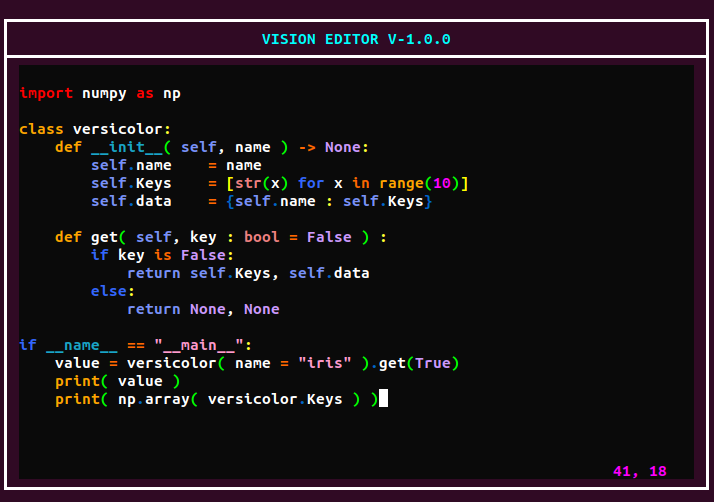 VISION EDITOR V-1.0.0
import numpy as np
class versicolor:
    def __init__( self, name ) -> None:
        self.name    = name
        self.Keys    = [str(x) for x in range(10)]
        self.data    = {self.name : self.Keys}
    def get( self, key : bool = False ) :
        if key is False:
            return self.Keys, self.data
        else:
            return None, None
if __name__ == "__main__":
    value = versicolor( name = "iris" ).get(True)
    print( value )
    print( np.array( versicolor.Keys ) )
41, 18